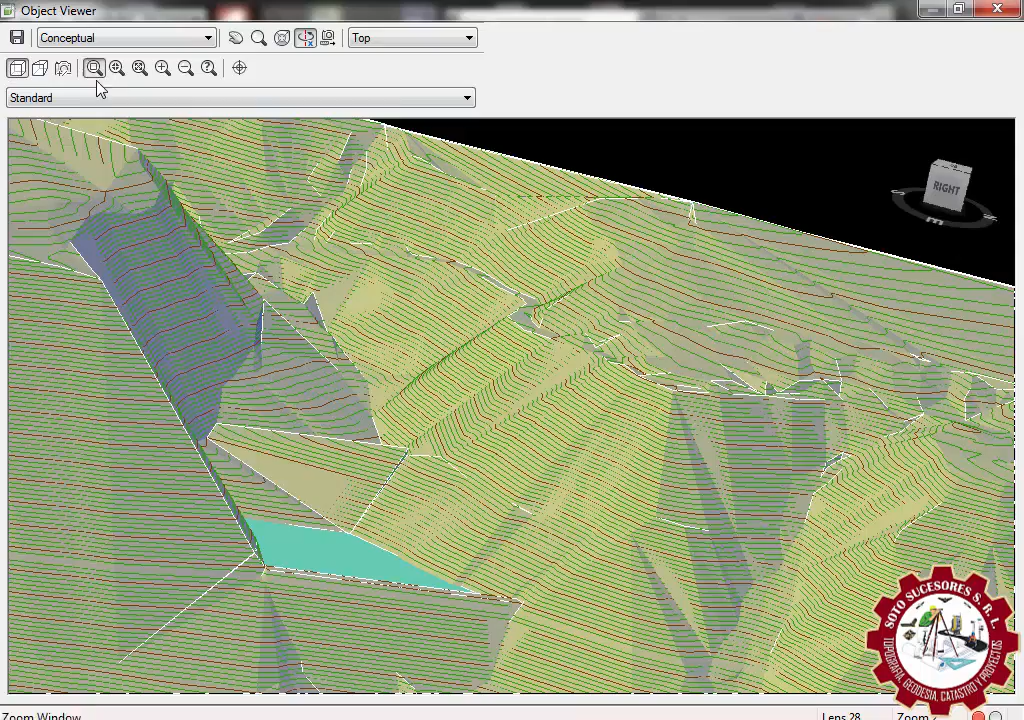 Object Viewer
Conceptual
Top
Standard
RIGHT
SOTO SUCESORES S.R.L.
TOPOGRAFIA, GEODESIA, CATASTRO Y PROYECTOS
Zoom Window
Lens 28
Zoom